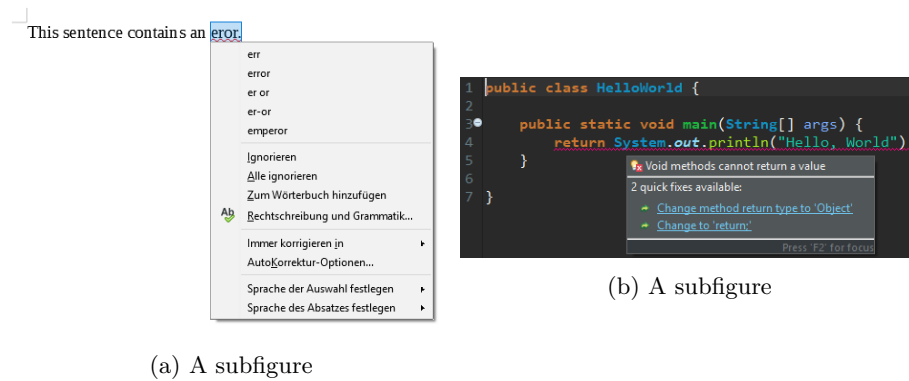 This sentence contains an eror.
err
error
er or
er-or
emperor
Ignorieren
Alle ignorieren
Zum Wörterbuch hinzufügen
Rechtschreibung und Grammatik...
Immer korrigieren in
AutoKorrektur-Optionen...
Sprache der Auswahl festlegen
Sprache des Absatzes festlegen
(a) A subfigure
1 public class HelloWorld {
2
3 public static void main(String[] args) {
4 return System.out.println("Hello, World")
5 }
6
7 }
Void methods cannot return a value
2 quick fixes available:
Change method return type to 'Object'
Change to 'return;'
Press 'F2' for focus
(b) A subfigure